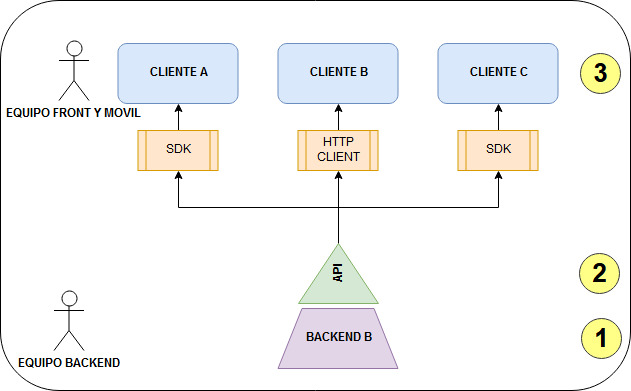 CLIENTE A
CLIENTE B
CLIENTE C
3
EQUIPO FRONT Y MOVIL
SDK
HTTP
CLIENT
SDK
API
2
BACKEND B
1
EQUIPO BACKEND